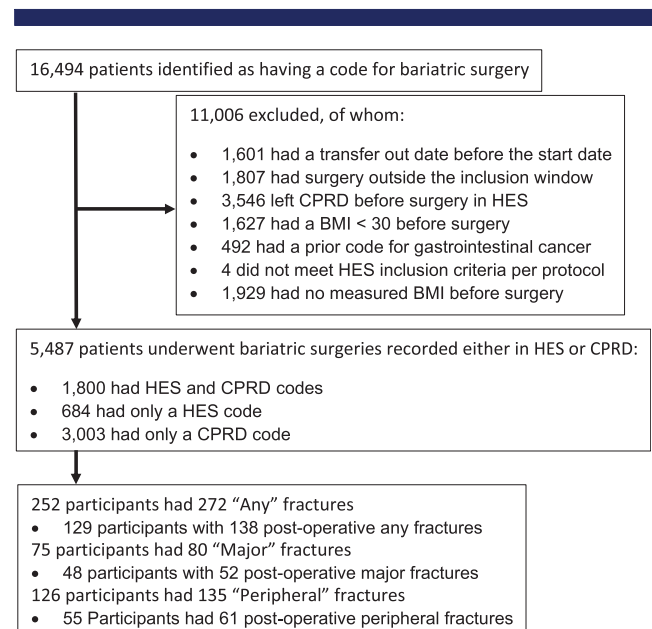 16,494 patients identified as having a code for bariatric surgery
11,006 excluded, of whom:
• 1,601 had a transfer out date before the start date
• 1,807 had surgery outside the inclusion window
• 3,546 left CPRD before surgery in HES
• 1,627 had a BMI < 30 before surgery
• 492 had a prior code for gastrointestinal cancer
• 4 did not meet HES inclusion criteria per protocol
• 1,929 had no measured BMI before surgery
5,487 patients underwent bariatric surgeries recorded either in HES or CPRD:
• 1,800 had HES and CPRD codes
• 684 had only a HES code
• 3,003 had only a CPRD code
252 participants had 272 “Any” fractures
• 129 participants with 138 post-operative any fractures
75 participants had 80 “Major” fractures
• 48 participants with 52 post-operative major fractures
126 participants had 135 “Peripheral” fractures
• 55 Participants had 61 post-operative peripheral fractures